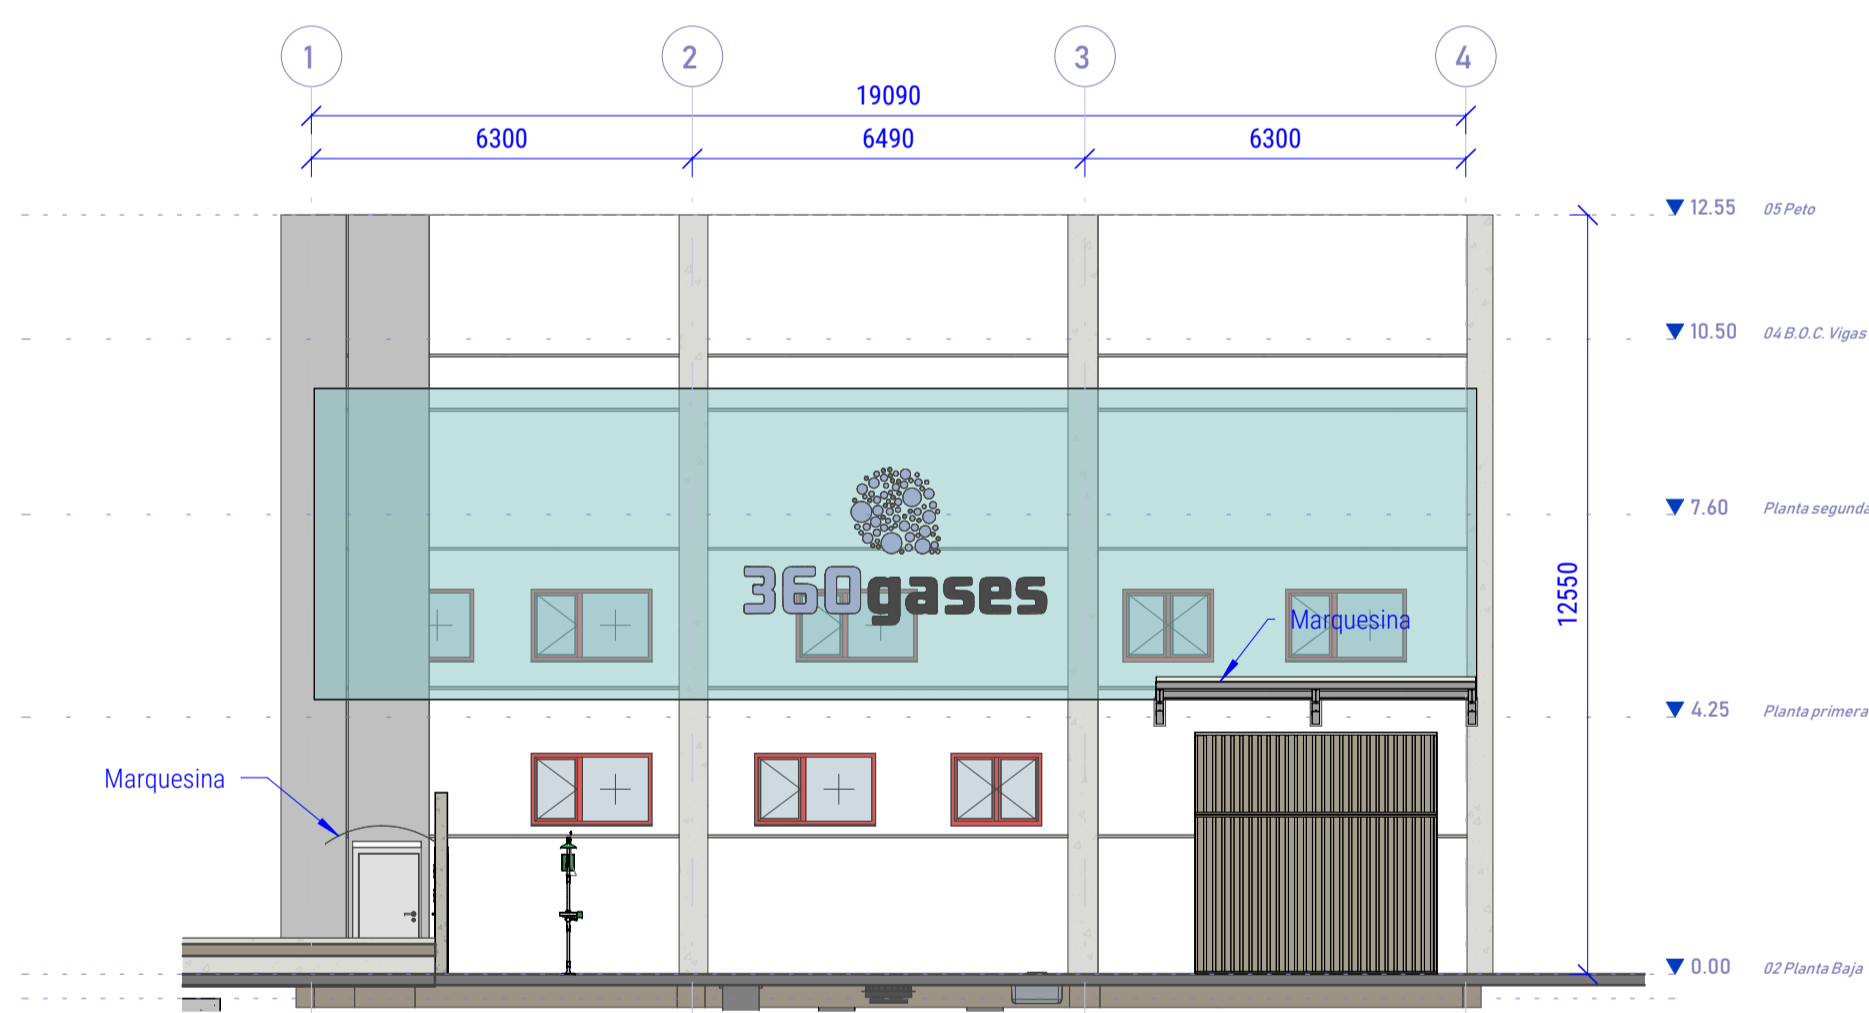 1 2 3 4
19090
6300 6490 6300
12.55 05 Peto
10.50 04 B.O.C. Vigas
7.60 Planta segunda
360gases
12550
Marquesina
4.25 Planta primera
Marquesina
0.00 02 Planta Baja